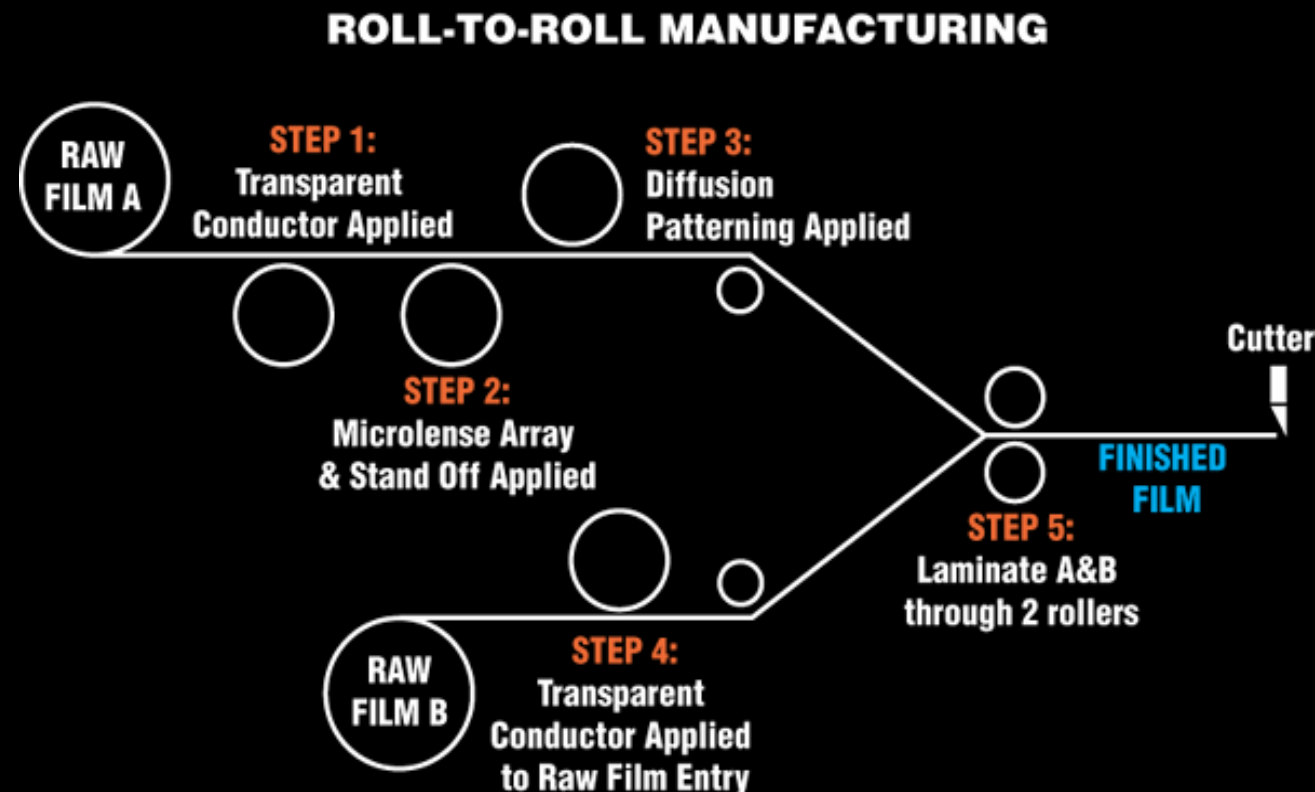 ROLL-TO-ROLL MANUFACTURING
RAW
FILM A
STEP 1:
Transparent
Conductor Applied
STEP 2:
Microlense Array
& Stand Off Applied
STEP 3:
Diffusion
Patterning Applied
RAW
FILM B
STEP 4:
Transparent
Conductor Applied
to Raw Film Entry
STEP 5:
Laminate A&B
through 2 rollers
FINISHED
FILM
Cutter